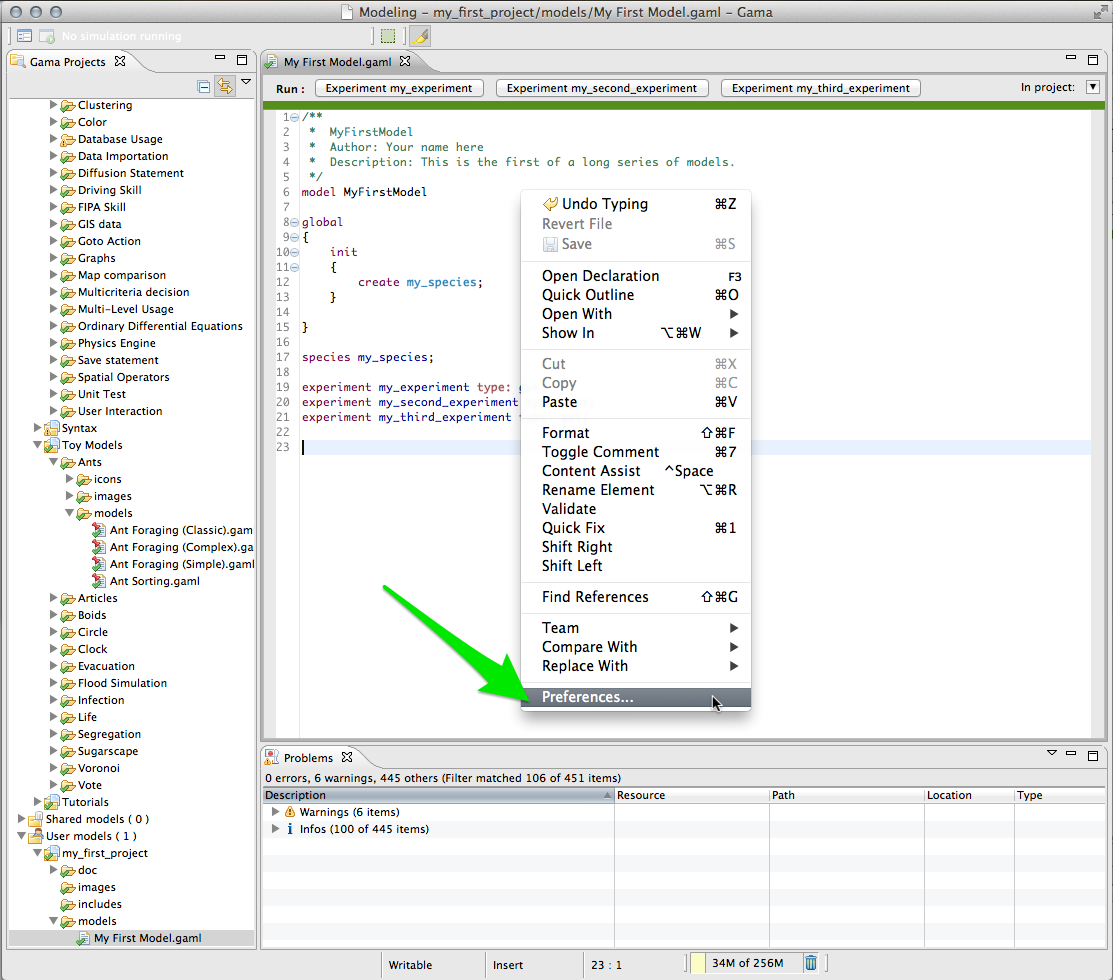 Modeling - my_first_project/models/My First Model.gaml - Gama
No simulation running
Gama Projects
Clustering
Color
Database Usage
Data Importation
Diffusion Statement
Driving Skill
FIPA Skill
GIS data
Goto Action
Graphs
Map comparison
Multicriteria decision
Multi-Level Usage
Ordinary Differential Equations
Physics Engine
Save statement
Spatial Operators
Unit Test
User Interaction
Syntax
Toy Models
Ants
icons
images
models
Ant Foraging (Classic).gam
Ant Foraging (Complex).ga
Ant Foraging (Simple).gaml
Ant Sorting.gaml
Articles
Boids
Circle
Clock
Evacuation
Flood Simulation
Infection
Life
Segregation
Sugarscape
Voronoi
Vote
Tutorials
Shared models ( 0 )
User models ( 1 )
my_first_project
doc
images
includes
models
My First Model.gaml
My First Model.gaml
Run : Experiment my_experiment Experiment my_second_experiment Experiment my_third_experiment In project:
1 /**
2 * MyFirstModel
3 * Author: Your name here
4 * Description: This is the first of a long series of models.
5 */
6 model MyFirstModel
7
8 global
9 {
10 init
11 {
12 create my_species;
13 }
14
15 }
16
17 species my_species;
18
19 experiment my_experiment type: g
20 experiment my_second_experiment
21 experiment my_third_experiment t
22
23
Undo Typing ⌘Z
Revert File
Save ⌘S
Open Declaration F3
Quick Outline ⌘O
Open With
Show In ⌥⌘W
Cut ⌘X
Copy ⌘C
Paste ⌘V
Format ⇧⌘F
Toggle Comment ⌘7
Content Assist ^Space
Rename Element ⌥⌘R
Validate
Quick Fix ⌘1
Shift Right
Shift Left
Find References ⇧⌘G
Team
Compare With
Replace With
Preferences...
Problems
0 errors, 6 warnings, 445 others (Filter matched 106 of 451 items)
Description Resource Path Location Type
Warnings (6 items)
Infos (100 of 445 items)
Writable Insert 23 : 1 34M of 256M